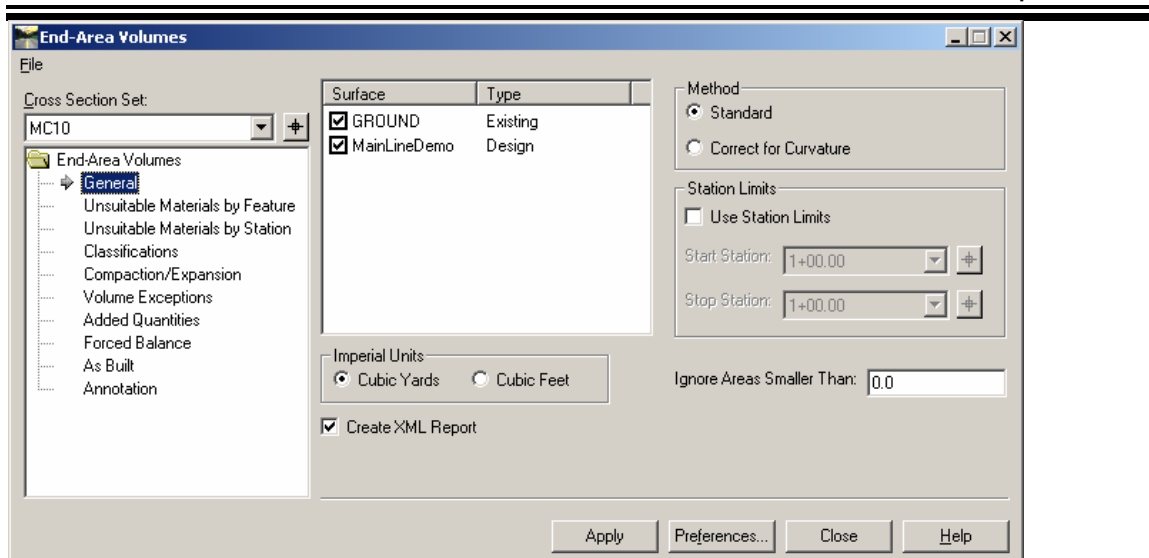 End-Area Volumes
File
Cross Section Set:
MC10
End-Area Volumes
General
Unsuitable Materials by Feature
Unsuitable Materials by Station
Classifications
Compaction/Expansion
Volume Exceptions
Added Quantities
Forced Balance
As Built
Annotation
Surface Type
GROUND Existing
MainLineDemo Design
Imperial Units
Cubic Yards Cubic Feet
Create XML Report
Method
Standard
Correct for Curvature
Station Limits
Use Station Limits
Start Station: 1+00.00
Stop Station: 1+00.00
Ignore Areas Smaller Than: 0.0
Apply Preferences... Close Help